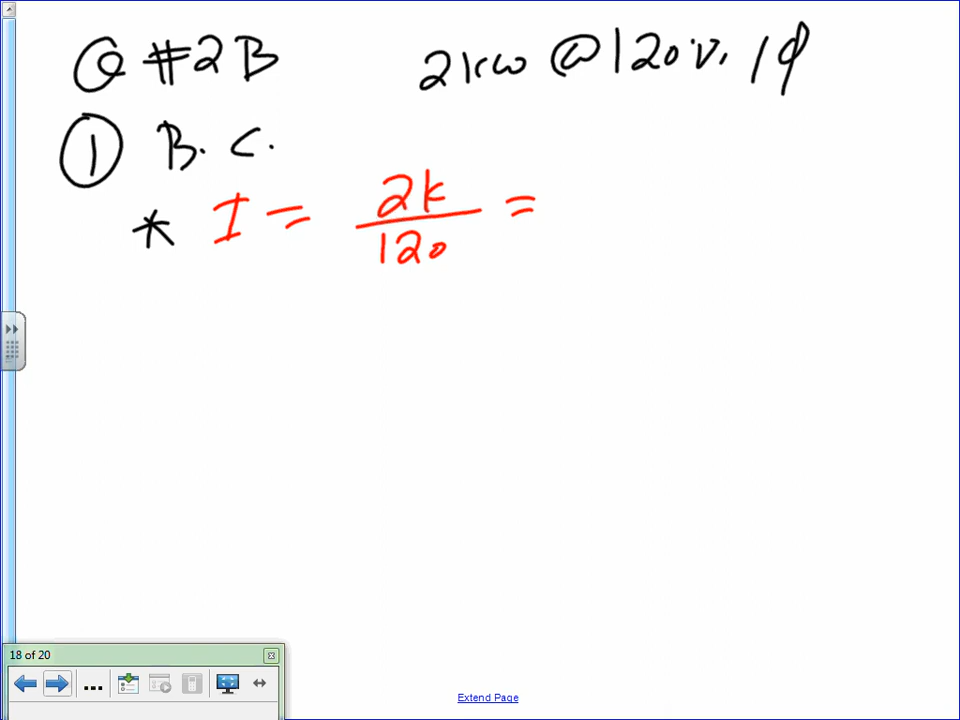 Q #2B 2kw @ 120 v. 1φ
① B. C.
* I = 2k/120 =
18 of 20
...
Extend Page